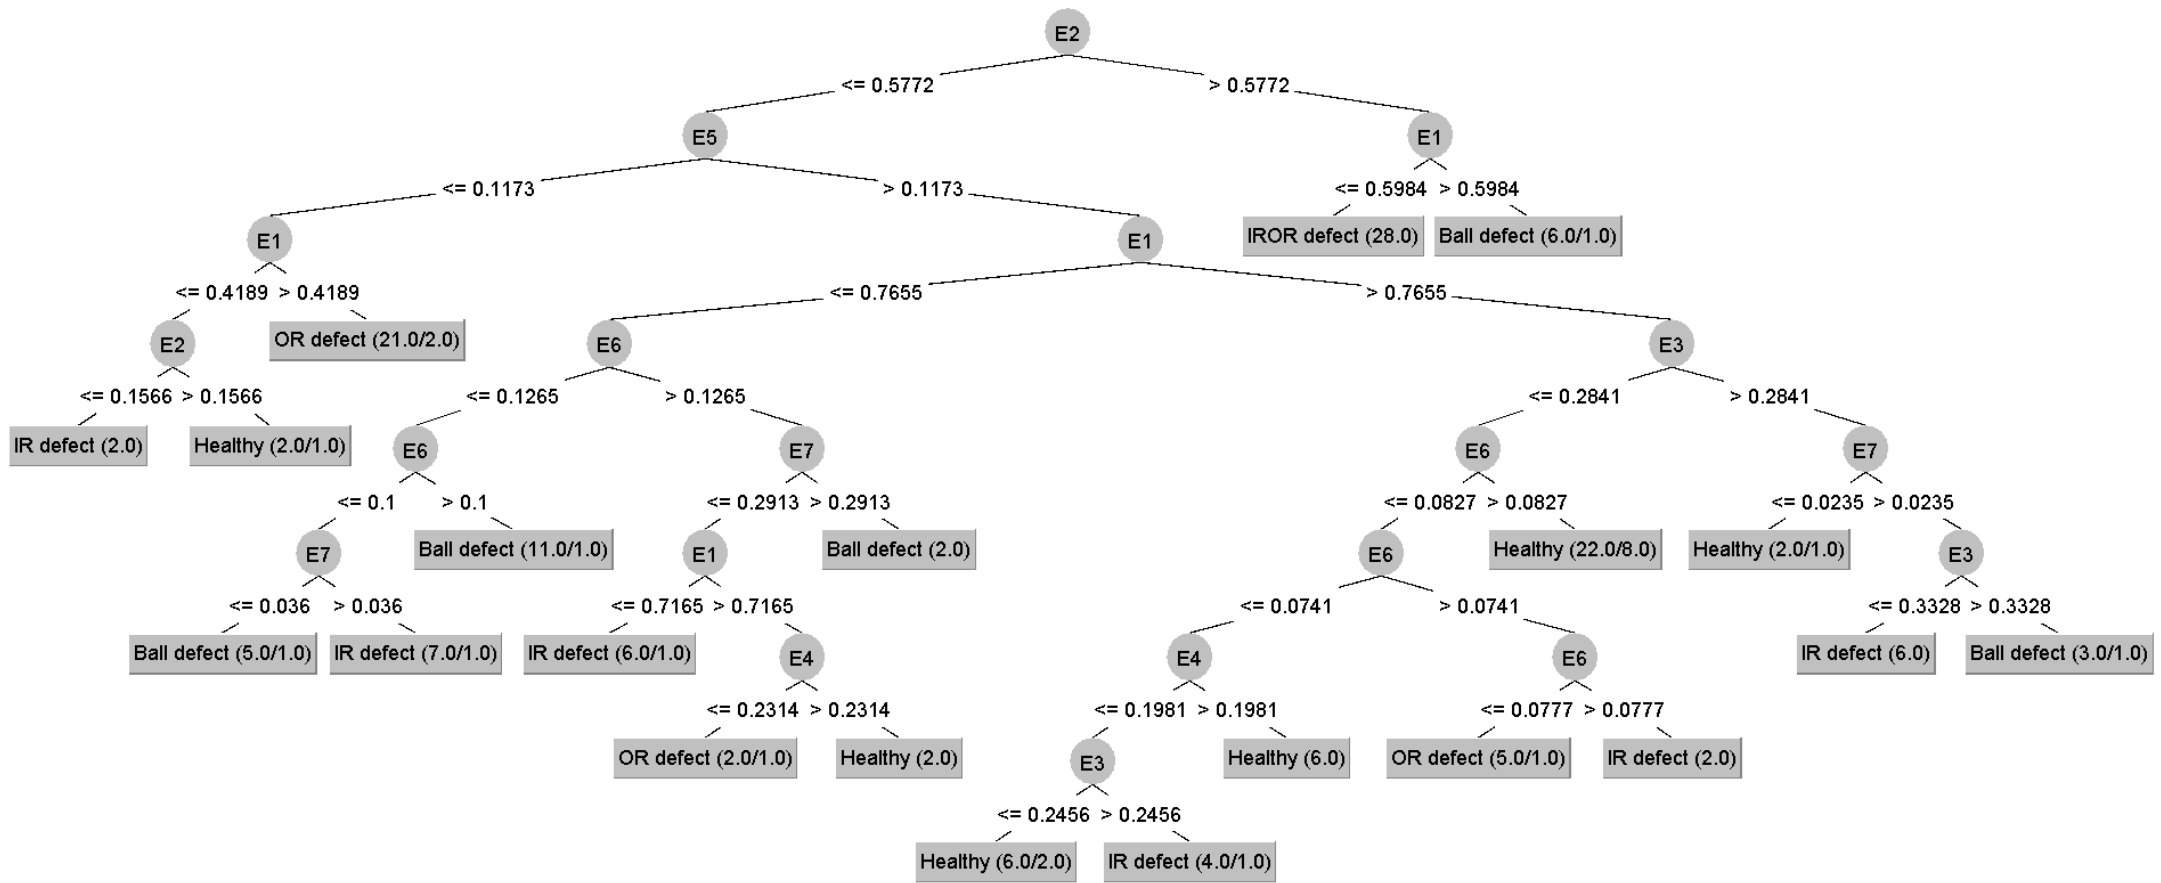 E2
<= 0.5772 > 0.5772
E5 E1
<= 0.1173 > 0.1173 <= 0.5984 > 0.5984
E1 E1 IROR defect (28.0) Ball defect (6.0/1.0)
<= 0.4189 > 0.4189 <= 0.7655 > 0.7655
E2 OR defect (21.0/2.0) E6 E3
<= 0.1566 > 0.1566 <= 0.1265 > 0.1265 <= 0.2841 > 0.2841
IR defect (2.0) Healthy (2.0/1.0) E6 E7 E6 E7
<= 0.1 > 0.1 <= 0.2913 > 0.2913 <= 0.0827 > 0.0827 <= 0.0235 > 0.0235
E7 Ball defect (11.0/1.0) E1 Ball defect (2.0) E6 Healthy (22.0/8.0) Healthy (2.0/1.0) E3
<= 0.036 > 0.036 <= 0.7165 > 0.7165 <= 0.0741 > 0.0741 <= 0.3328 > 0.3328
Ball defect (5.0/1.0) IR defect (7.0/1.0) IR defect (6.0/1.0) E4 E4 E6 IR defect (6.0) Ball defect (3.0/1.0)
<= 0.2314 > 0.2314 <= 0.1981 > 0.1981 <= 0.0777 > 0.0777
OR defect (2.0/1.0) Healthy (2.0) E3 Healthy (6.0) OR defect (5.0/1.0) IR defect (2.0)
<= 0.2456 > 0.2456
Healthy (6.0/2.0) IR defect (4.0/1.0)